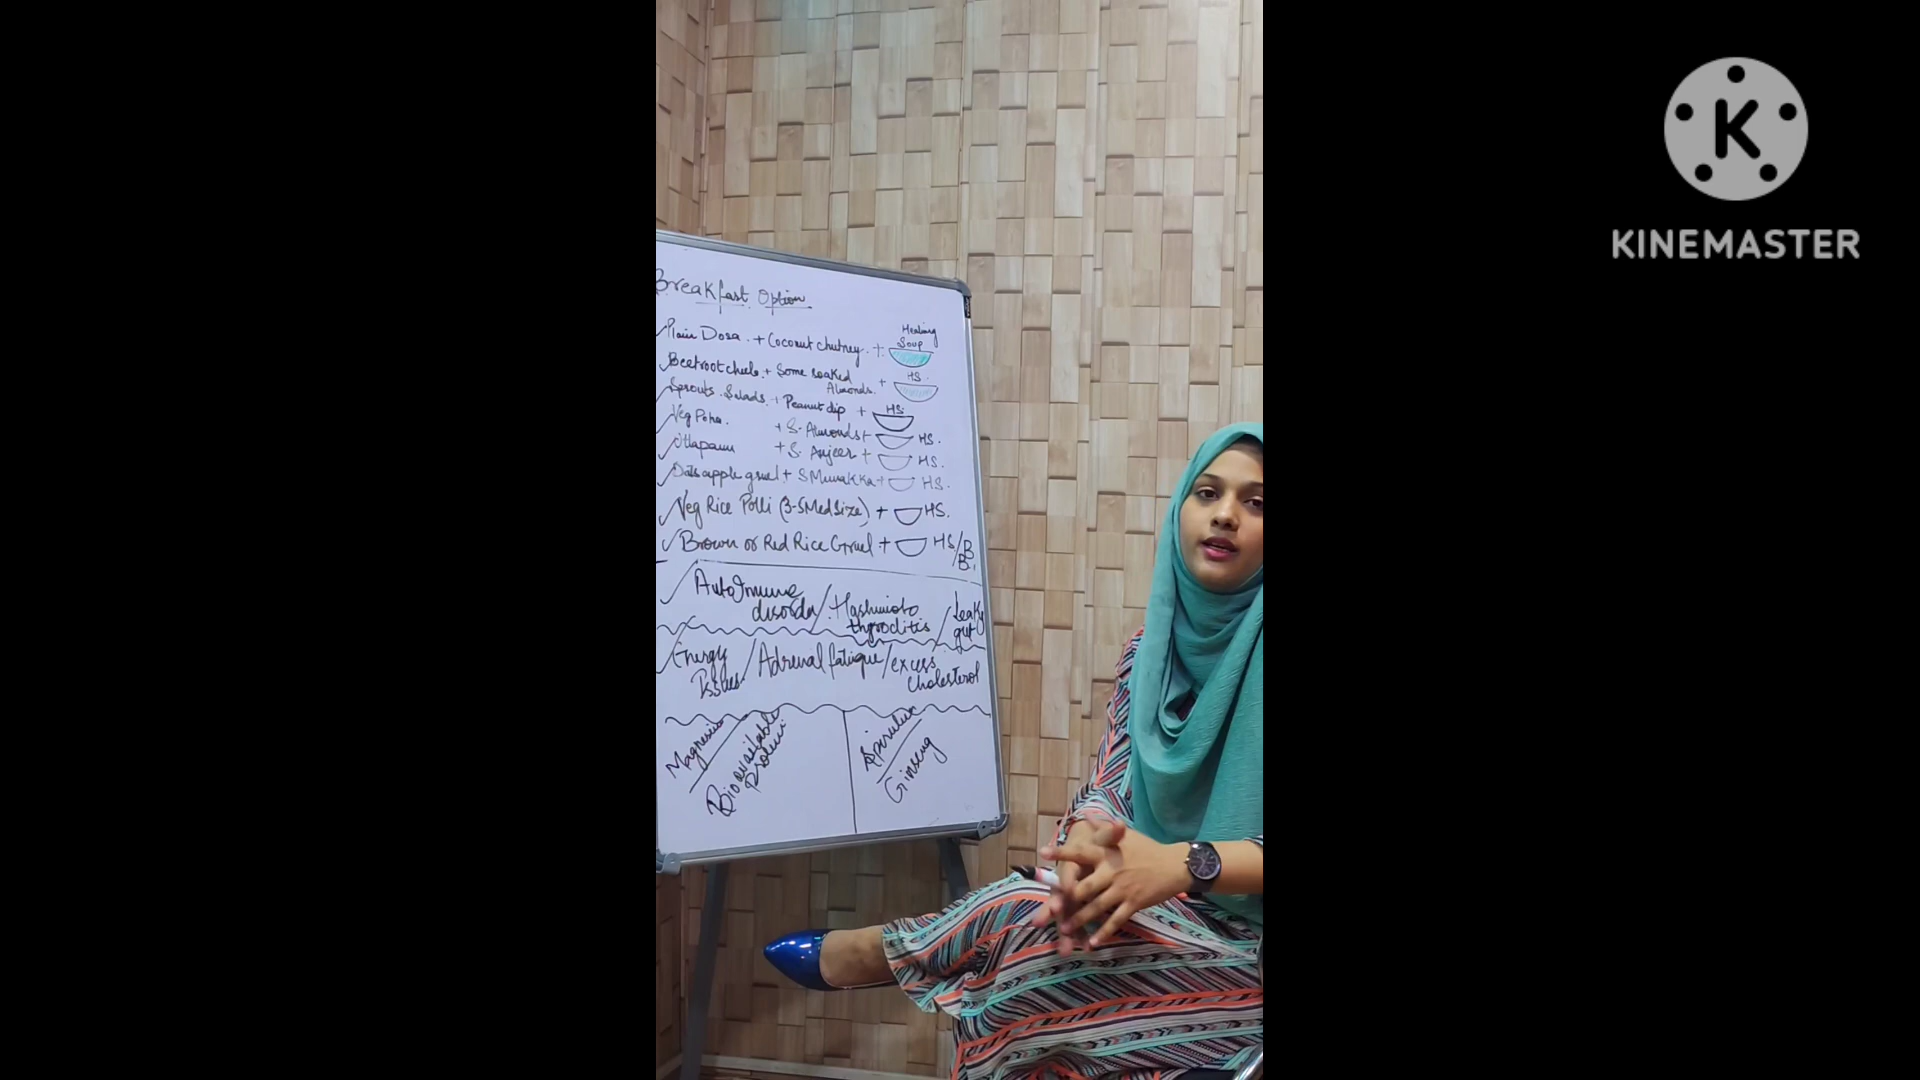 Breakfast Option
Plain Dosa + Coconut chutney + Healing Soup
Beetroot + Some soaked Almonds + HS
Sprouts Salads + Peanut dip + HS
Veg Poha + S. Almonds + HS
+ S. Anjeer + HS
apple gruel + S Munakka + HS
Veg Rice Polli (3-5 Med Size) + HS
Brown or Red Rice Gruel + HS/B B
AutoImmune disorder / Hashimoto thyroditis / Leaky gut
Energy Issues / Adrenal fatigue / excess cholesterol
Magnesium
Bioavailable Protein
Spirulina
Ginseng
K
KINEMASTER